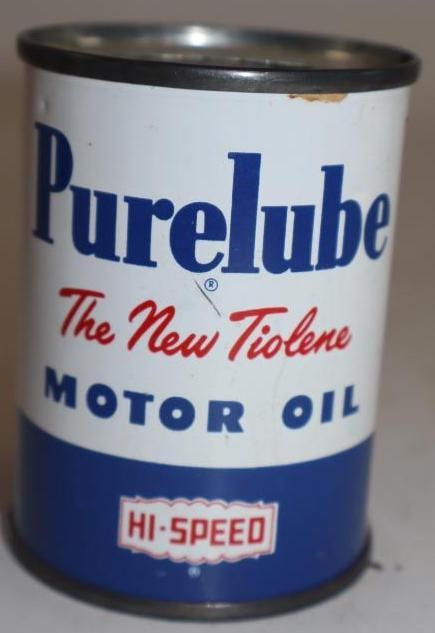 Purelube
®
The New Tiolene
MOTOR OIL
HI-SPEED
®